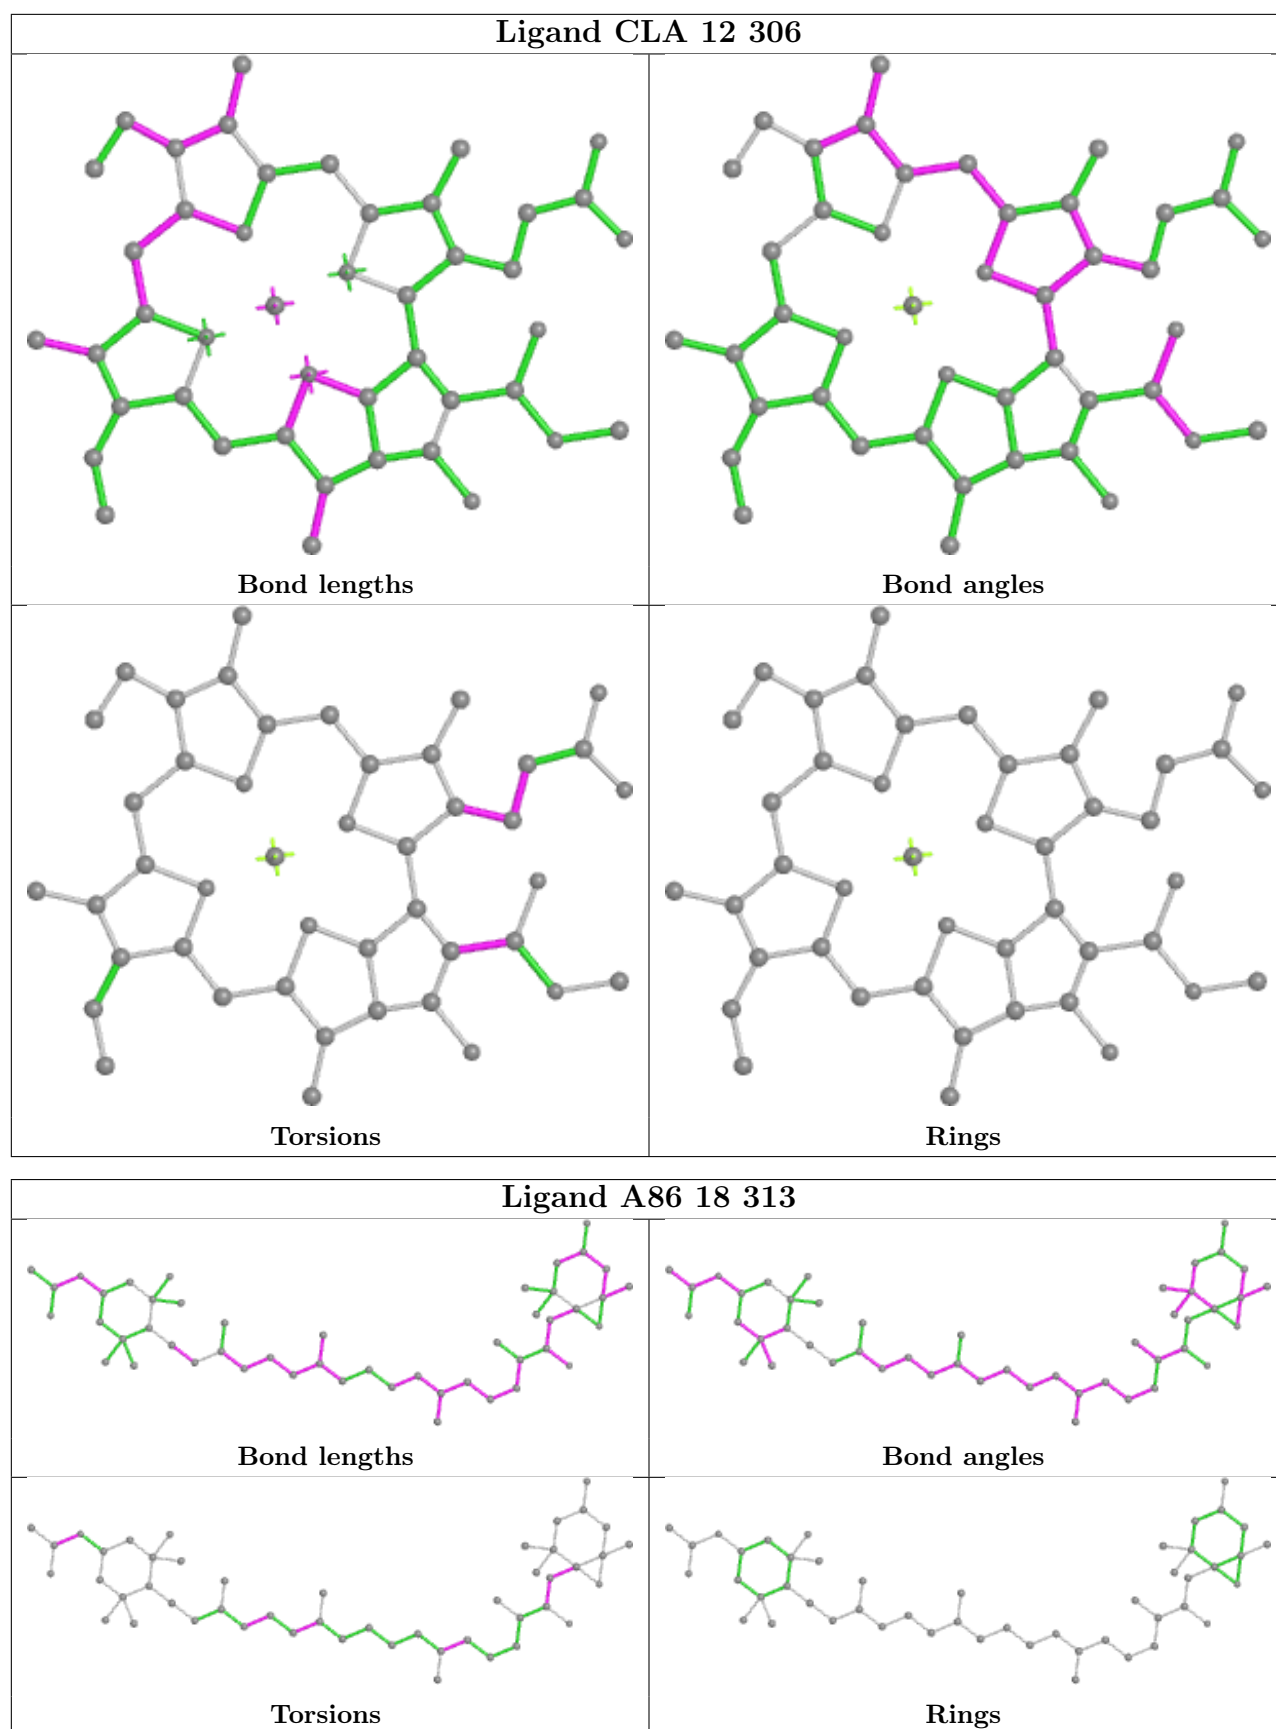 Ligand CLA 12 306
Bond lengths
Bond angles
Torsions
Rings
Ligand A86 18 313
Bond lengths
Bond angles
Torsions
Rings